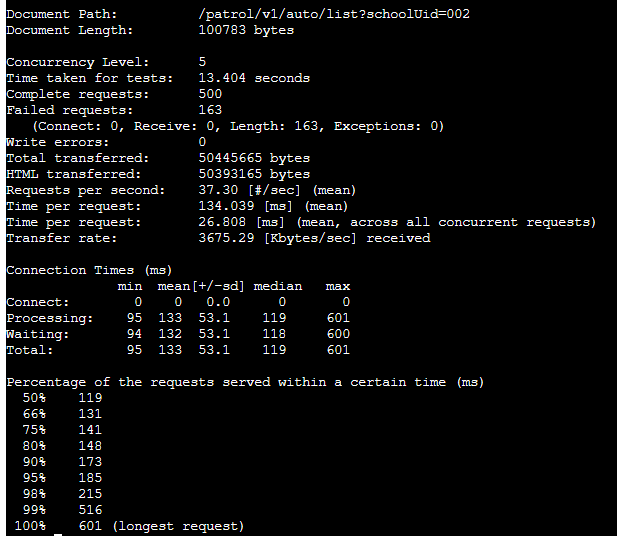 Document Path:          /patrol/v1/auto/list?schoolUid=002
Document Length:        100783 bytes

Concurrency Level:      5
Time taken for tests:   13.404 seconds
Complete requests:      500
Failed requests:        163
   (Connect: 0, Receive: 0, Length: 163, Exceptions: 0)
Write errors:           0
Total transferred:      50445665 bytes
HTML transferred:       50393165 bytes
Requests per second:    37.30 [#/sec] (mean)
Time per request:       134.039 [ms] (mean)
Time per request:       26.808 [ms] (mean, across all concurrent requests)
Transfer rate:          3675.29 [Kbytes/sec] received

Connection Times (ms)
              min  mean[+/-sd] median   max
Connect:        0    0   0.0      0       0
Processing:    95  133  53.1    119     601
Waiting:       94  132  53.1    118     600
Total:         95  133  53.1    119     601

Percentage of the requests served within a certain time (ms)
  50%    119
  66%    131
  75%    141
  80%    148
  90%    173
  95%    185
  98%    215
  99%    516
 100%    601 (longest request)